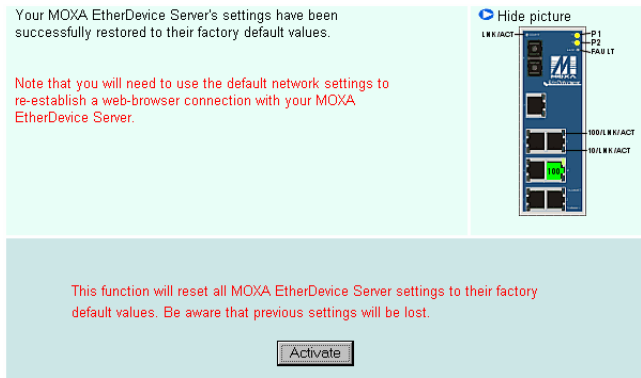 Your MOXA EtherDevice Server's settings have been
successfully restored to their factory default values.
Note that you will need to use the default network settings to
re-establish a web-browser connection with your MOXA
EtherDevice Server.
Hide picture
LNK/ACT
P1
P2
FAULT
MOXA
100/LNK/ACT
10/LNK/ACT
100
This function will reset all MOXA EtherDevice Server settings to their factory
default values. Be aware that previous settings will be lost.
Activate